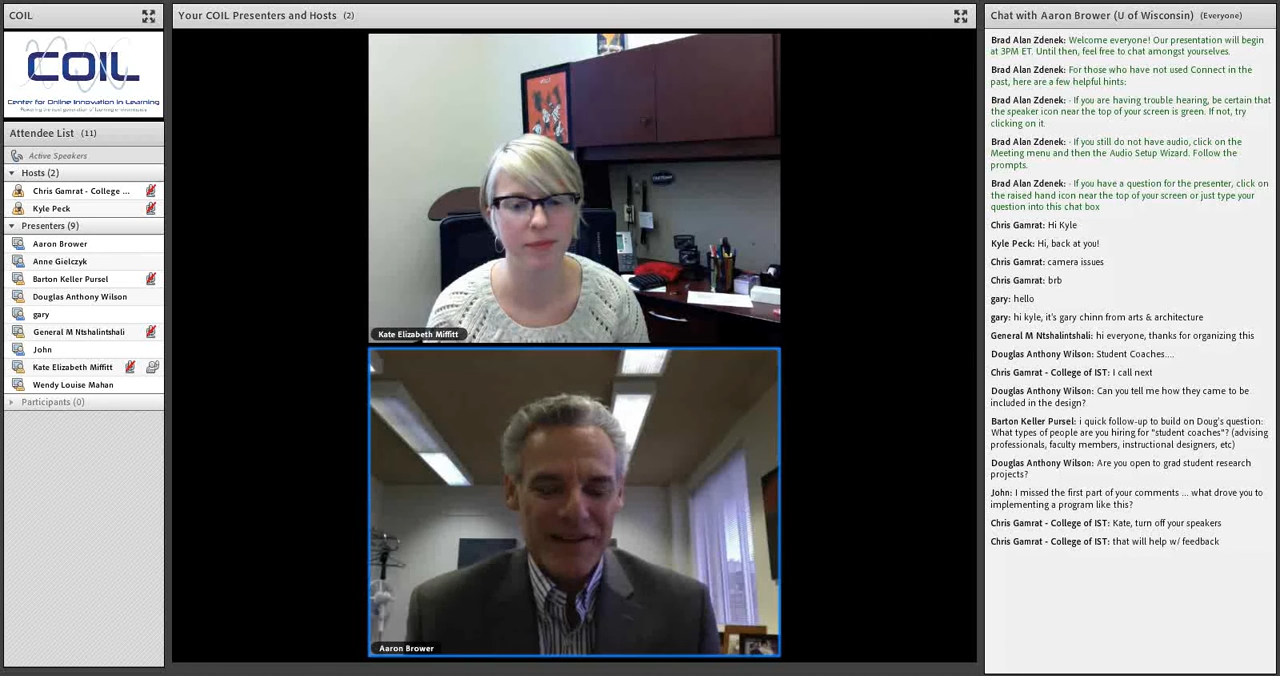 COIL
COIL
Center for Online Innovation in Learning
Attendee List (11)
Active Speakers
Hosts (2)
Chris Gamrat - College ...
Kyle Peck
Presenters (9)
Aaron Brower
Anne Gielczyk
Barton Keller Pursel
Douglas Anthony Wilson
gary
General M Ntshalintshali
John
Kate Elizabeth Miffitt
Wendy Louise Mahan
Participants (0)
Your COIL Presenters and Hosts (2)
Kate Elizabeth Miffitt
Aaron Brower
Chat with Aaron Brower (U of Wisconsin) (Everyone)
Brad Alan Zdenek: Welcome everyone! Our presentation will begin
at 3PM ET. Until then, feel free to chat amongst yourselves.
Brad Alan Zdenek: For those who have not used Connect in the
past, here are a few helpful hints:
Brad Alan Zdenek: - If you are having trouble hearing, be certain that
the speaker icon near the top of your screen is green. If not, try
clicking on it.
Brad Alan Zdenek: - If you still do not have audio, click on the
Meeting menu and then the Audio Setup Wizard. Follow the
prompts.
Brad Alan Zdenek: - If you have a question for the presenter, click on
the raised hand icon near the top of your screen or just type your
question into this chat box
Chris Gamrat: Hi Kyle
Kyle Peck: Hi, back at you!
Chris Gamrat: camera issues
Chris Gamrat: brb
gary: hello
gary: hi kyle, it's gary chinn from arts & architecture
General M Ntshalintshali: hi everyone, thanks for organizing this
Douglas Anthony Wilson: Student Coaches....
Chris Gamrat - College of IST: I call next
Douglas Anthony Wilson: Can you tell me how they came to be
included in the design?
Barton Keller Pursel: i quick follow-up to build on Doug's question:
What types of people are you hiring for "student coaches"? (advising
professionals, faculty members, instructional designers, etc)
Douglas Anthony Wilson: Are you open to grad student research
projects?
John: I missed the first part of your comments ... what drove you to
implementing a program like this?
Chris Gamrat - College of IST: Kate, turn off your speakers
Chris Gamrat - College of IST: that will help w/ feedback